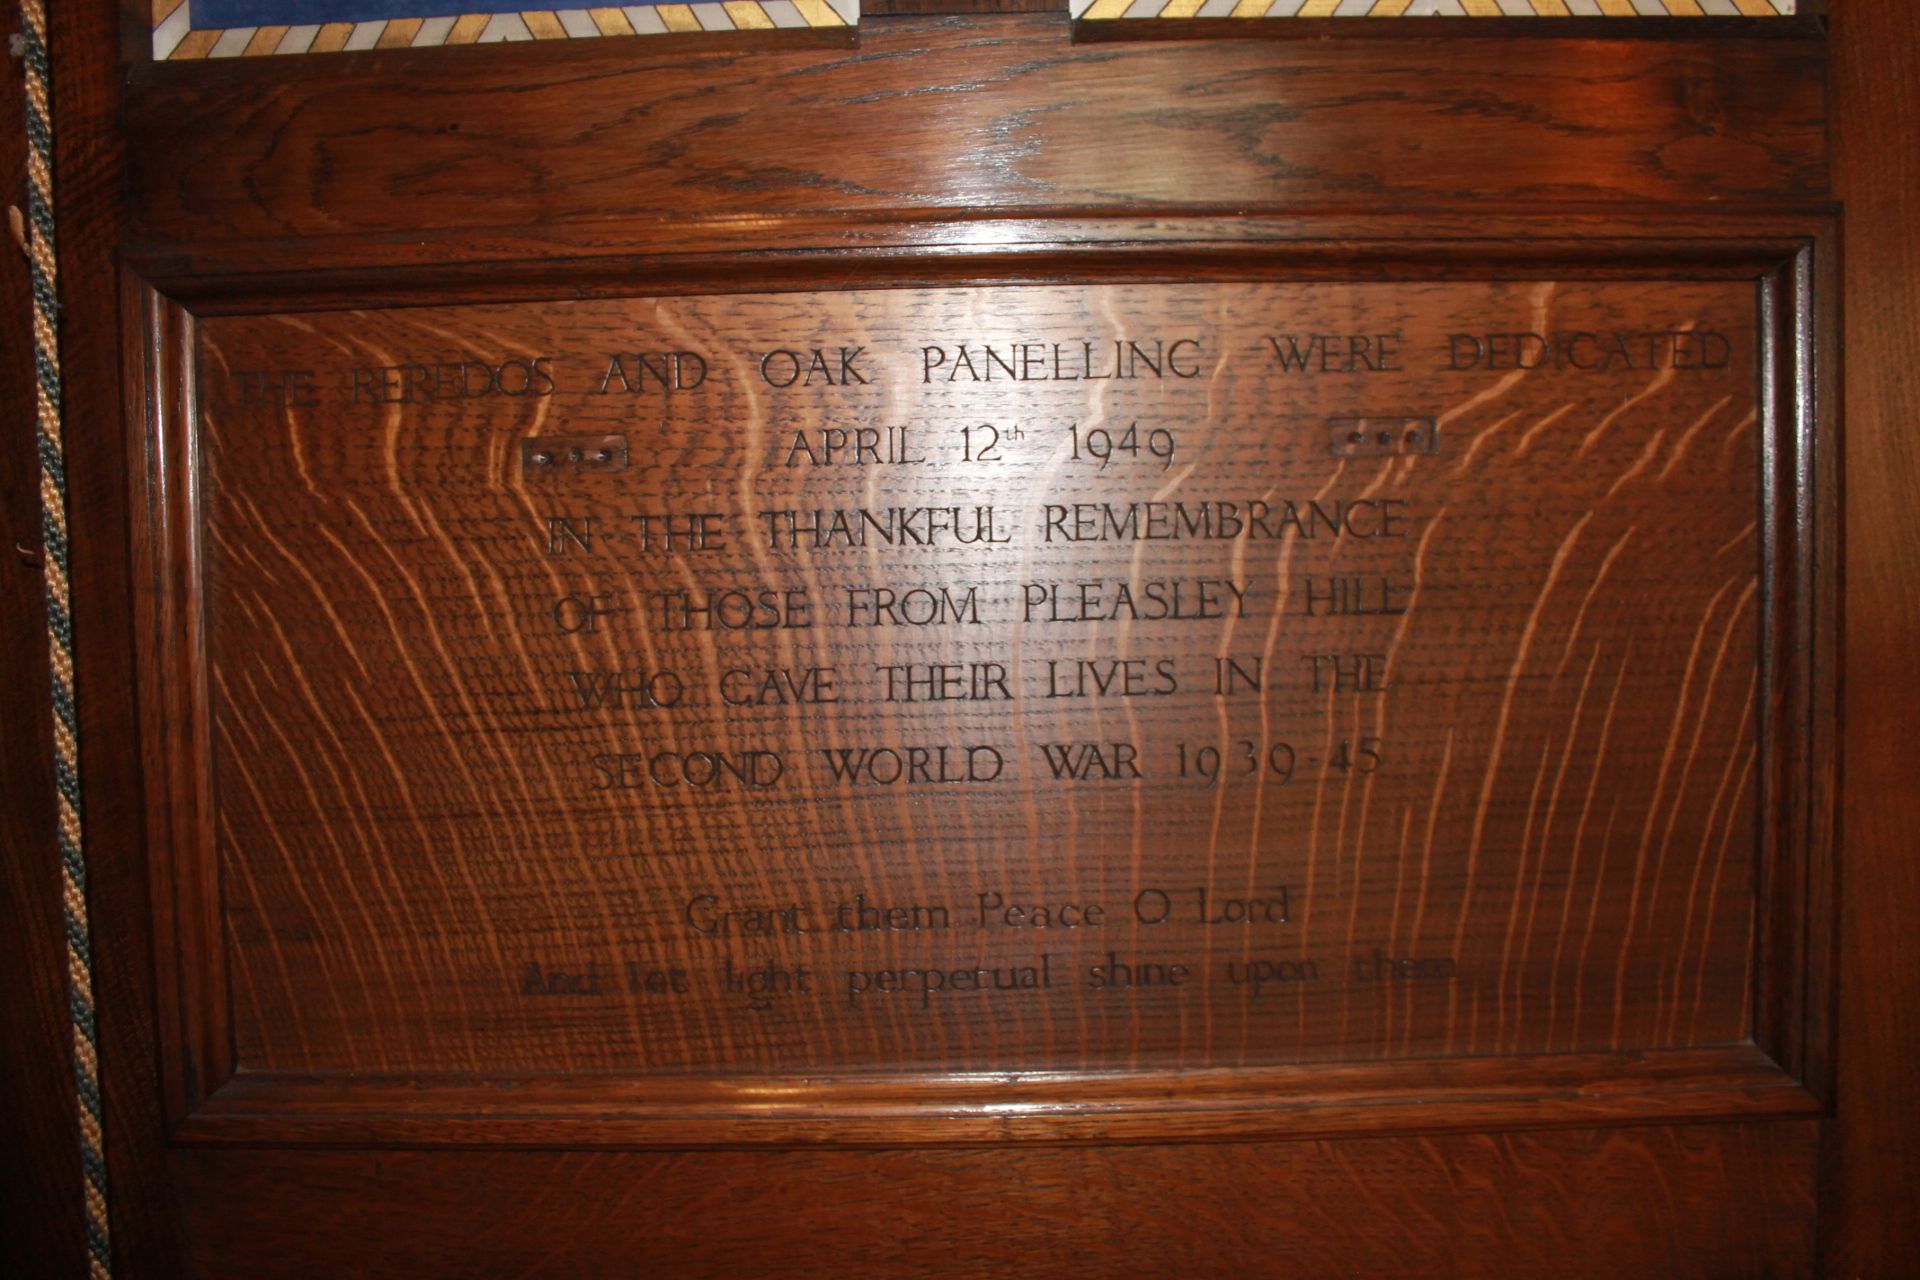 THE REREDOS AND OAK PANELLING WERE DEDICATED
APRIL 12th 1949
IN THE THANKFUL REMEMBRANCE
OF THOSE FROM PLEASLEY HILL
WHO GAVE THEIR LIVES IN THE
SECOND WORLD WAR 1939-45
Grant them Peace O Lord
And let light perpetual shine upon them